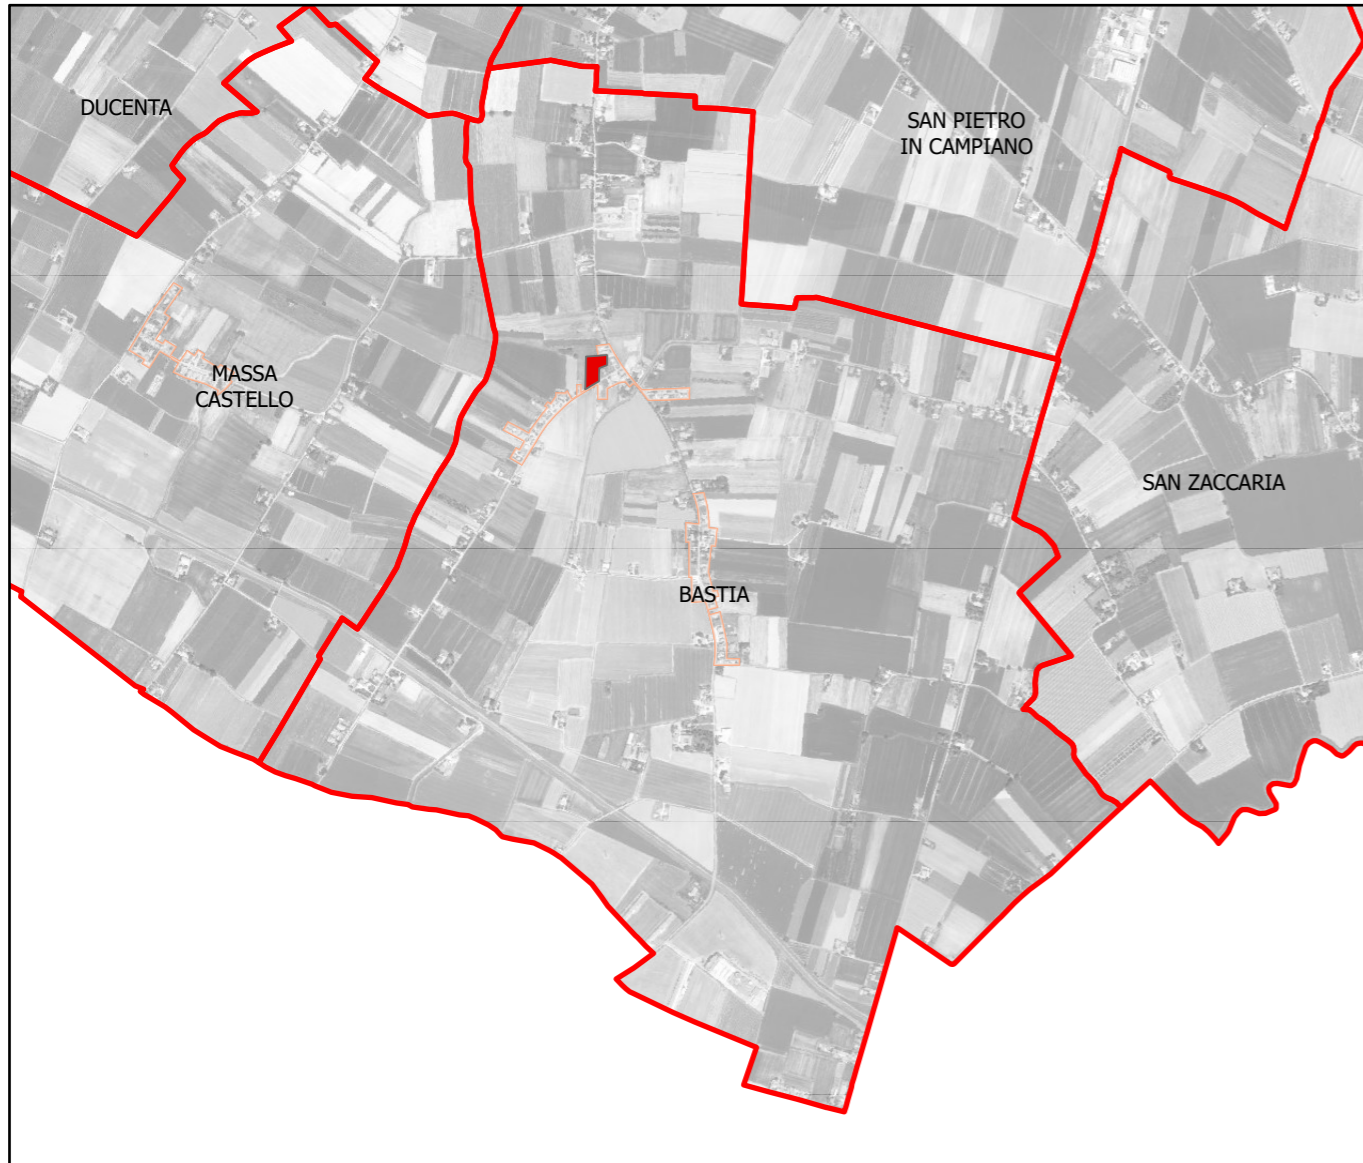 DUCENTA
SAN PIETRO
IN CAMPIANO
MASSA
CASTELLO
SAN ZACCARIA
BASTIA